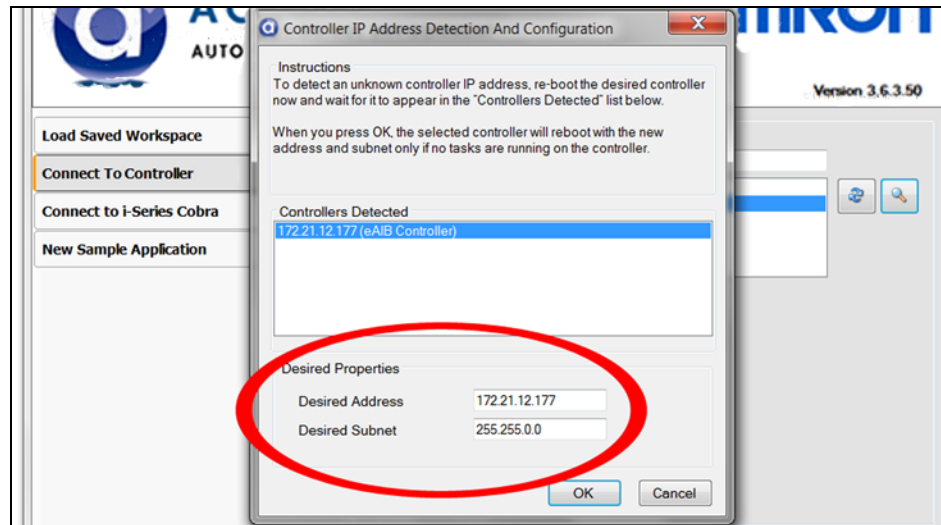 AUTO
Controller IP Address Detection And Configuration
Version 3.6.3.50
Instructions
To detect an unknown controller IP address, re-boot the desired controller
now and wait for it to appear in the "Controllers Detected" list below.
When you press OK, the selected controller will reboot with the new
address and subnet only if no tasks are running on the controller.
Load Saved Workspace
Connect To Controller
Connect to i-Series Cobra
New Sample Application
Controllers Detected
172.21.12.177 (eAIB Controller)
Desired Properties
Desired Address 172.21.12.177
Desired Subnet 255.255.0.0
OK Cancel